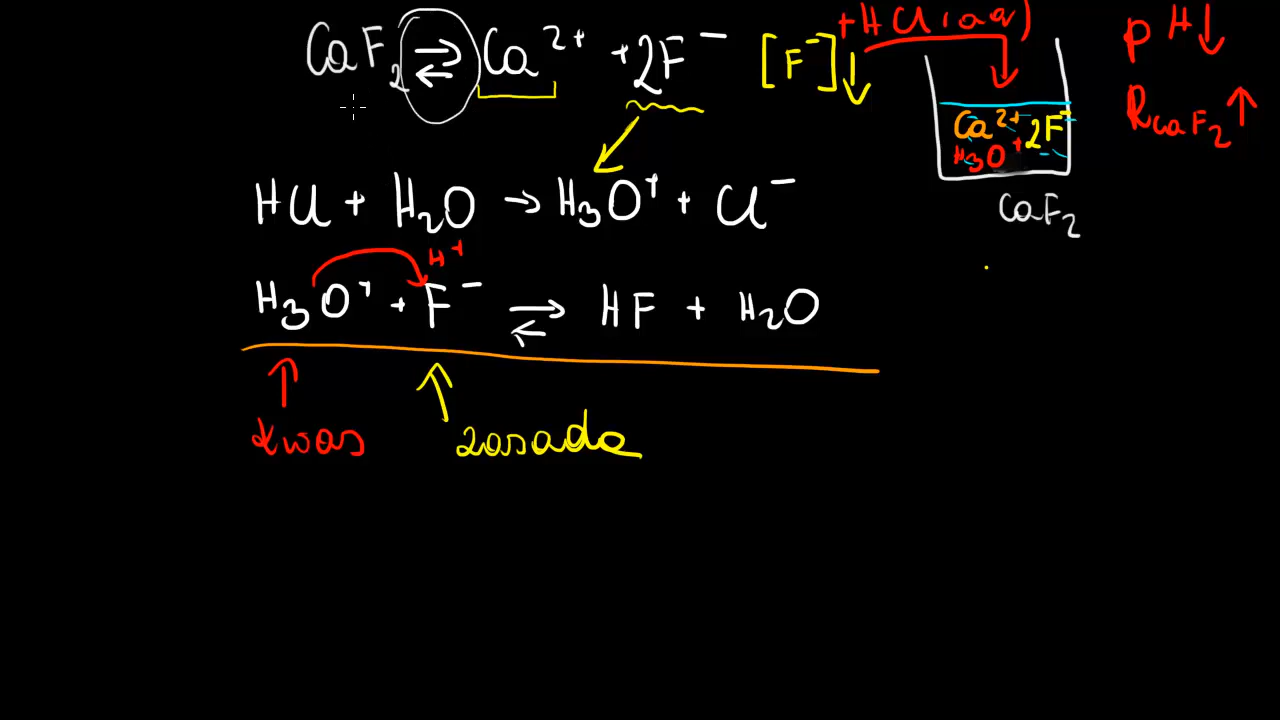 CaF₂ ⇌ Ca²⁺ + 2F⁻ [F⁻]↓
+HCl(aq)
pH↓
R_CaF₂ ↑
Ca²⁺ 2F⁻
H₃O⁺
CaF₂
HCl + H₂O → H₃O⁺ + Cl⁻
H⁺
H₃O⁺ + F⁻ ⇌ HF + H₂O
kwas zasada